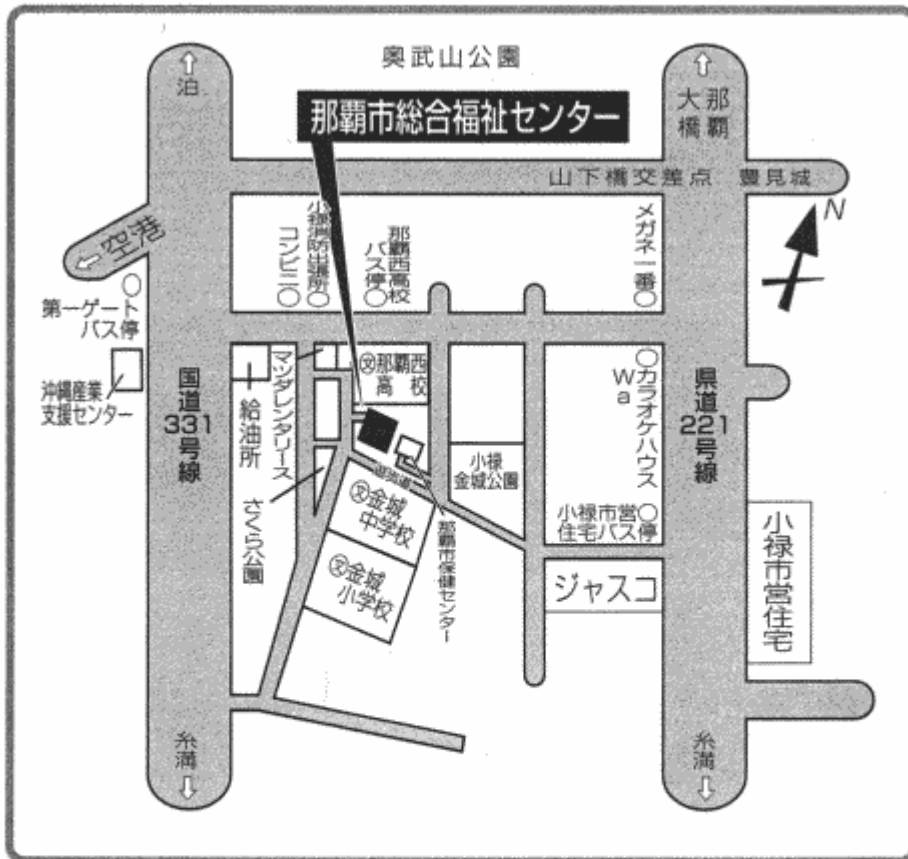 奥武山公園
泊
那覇
大橋
那覇市総合福祉センター
山下橋交差点 豊見城
N
空港
小禄消防出張所
コンビニ
那覇西高校
バス停
メガネ一番
第一ゲート
バス停
沖縄産業
支援センター
国道
331
号線
給油所
マツダレンタリース
さくら公園
文那覇西
高校
遊歩道
文金城
中学校
文金城
小学校
那覇市保健センター
小禄
金城公園
カラオケハウス
Wa
小禄市営
住宅バス停
ジャスコ
県道
221
号線
小禄市営住宅
糸満
糸満